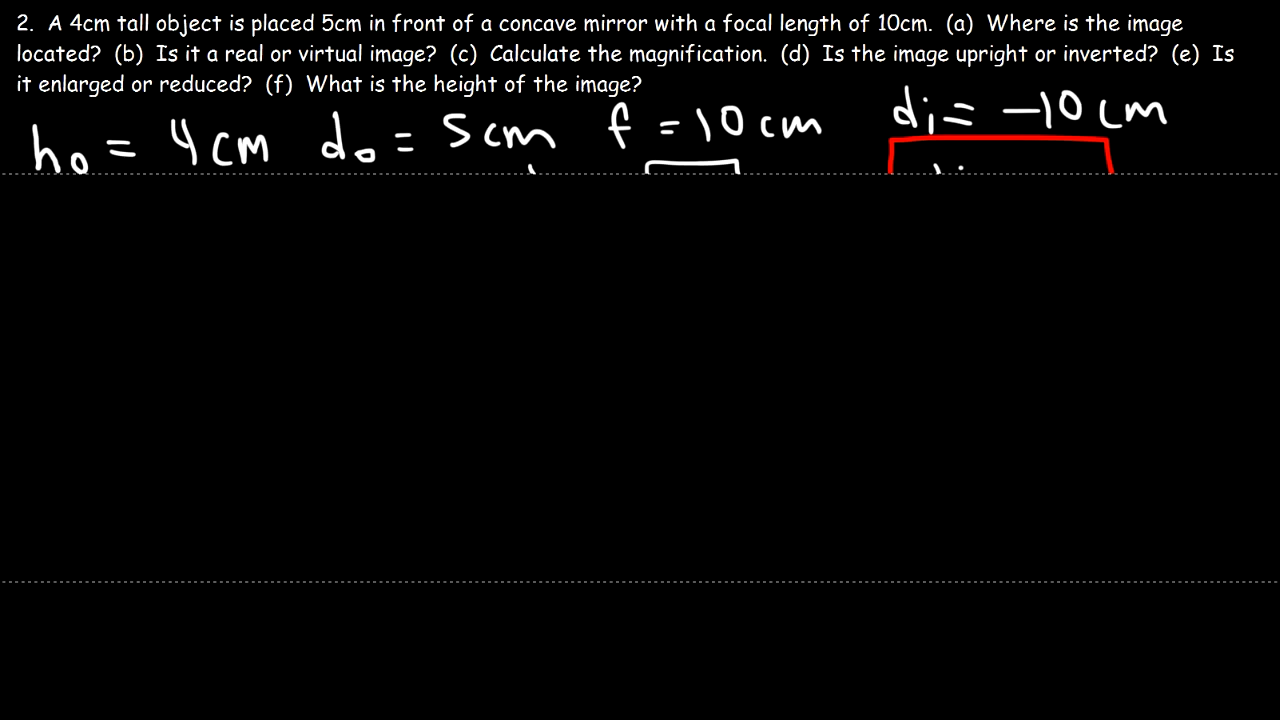 2. A 4cm tall object is placed 5cm in front of a concave mirror with a focal length of 10cm. (a) Where is the image
located? (b) Is it a real or virtual image? (c) Calculate the magnification. (d) Is the image upright or inverted? (e) Is
it enlarged or reduced? (f) What is the height of the image?
ho = 4cm do = 5cm f = 10cm di = -10cm